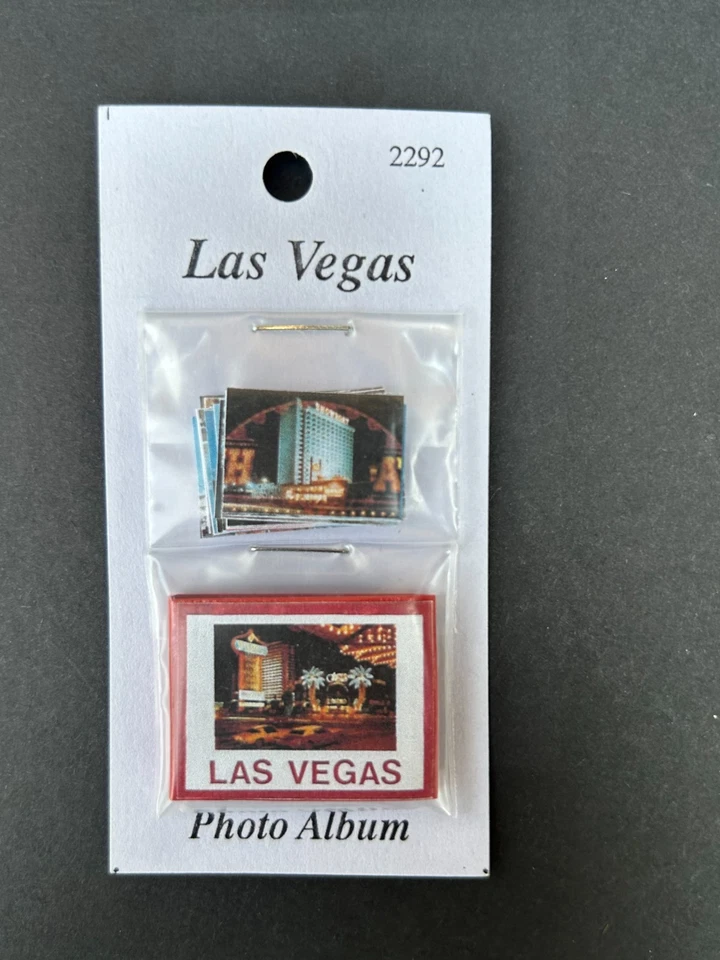 2292
Las Vegas
H A
LAS VEGAS
Photo Album